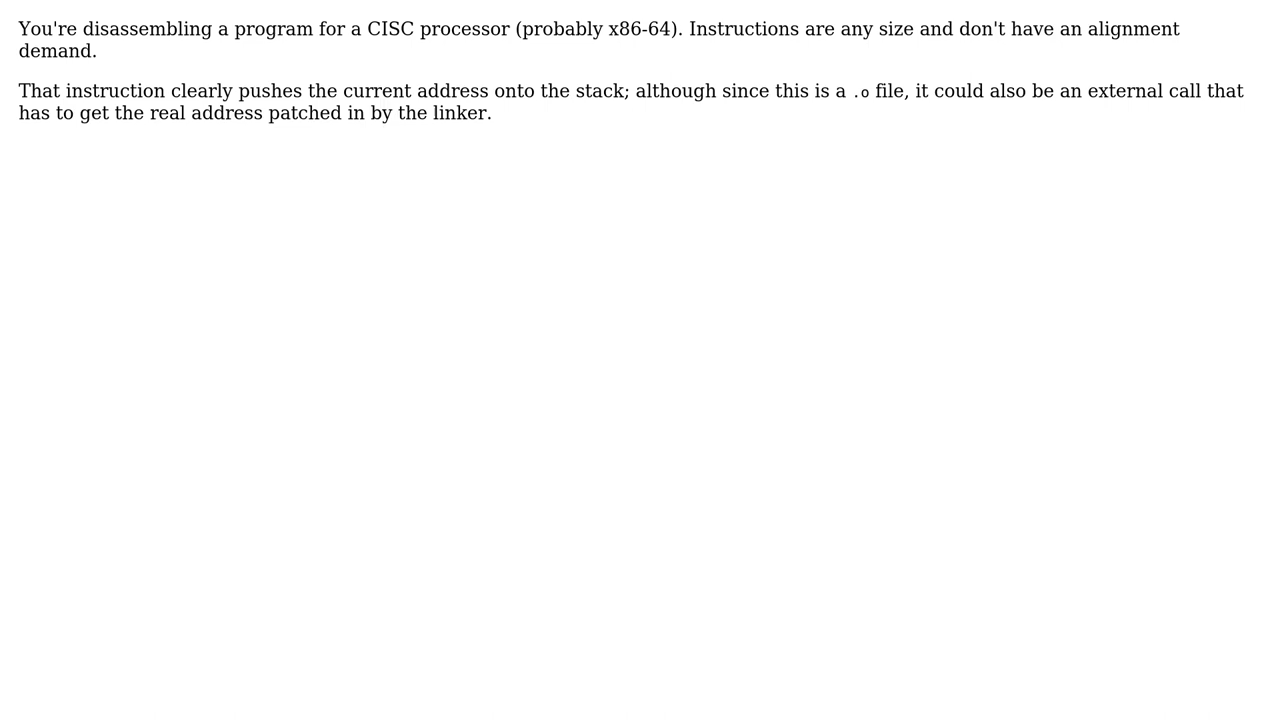 You're disassembling a program for a CISC processor (probably x86-64). Instructions are any size and don't have an alignment
demand.
That instruction clearly pushes the current address onto the stack; although since this is a .o file, it could also be an external call that
has to get the real address patched in by the linker.